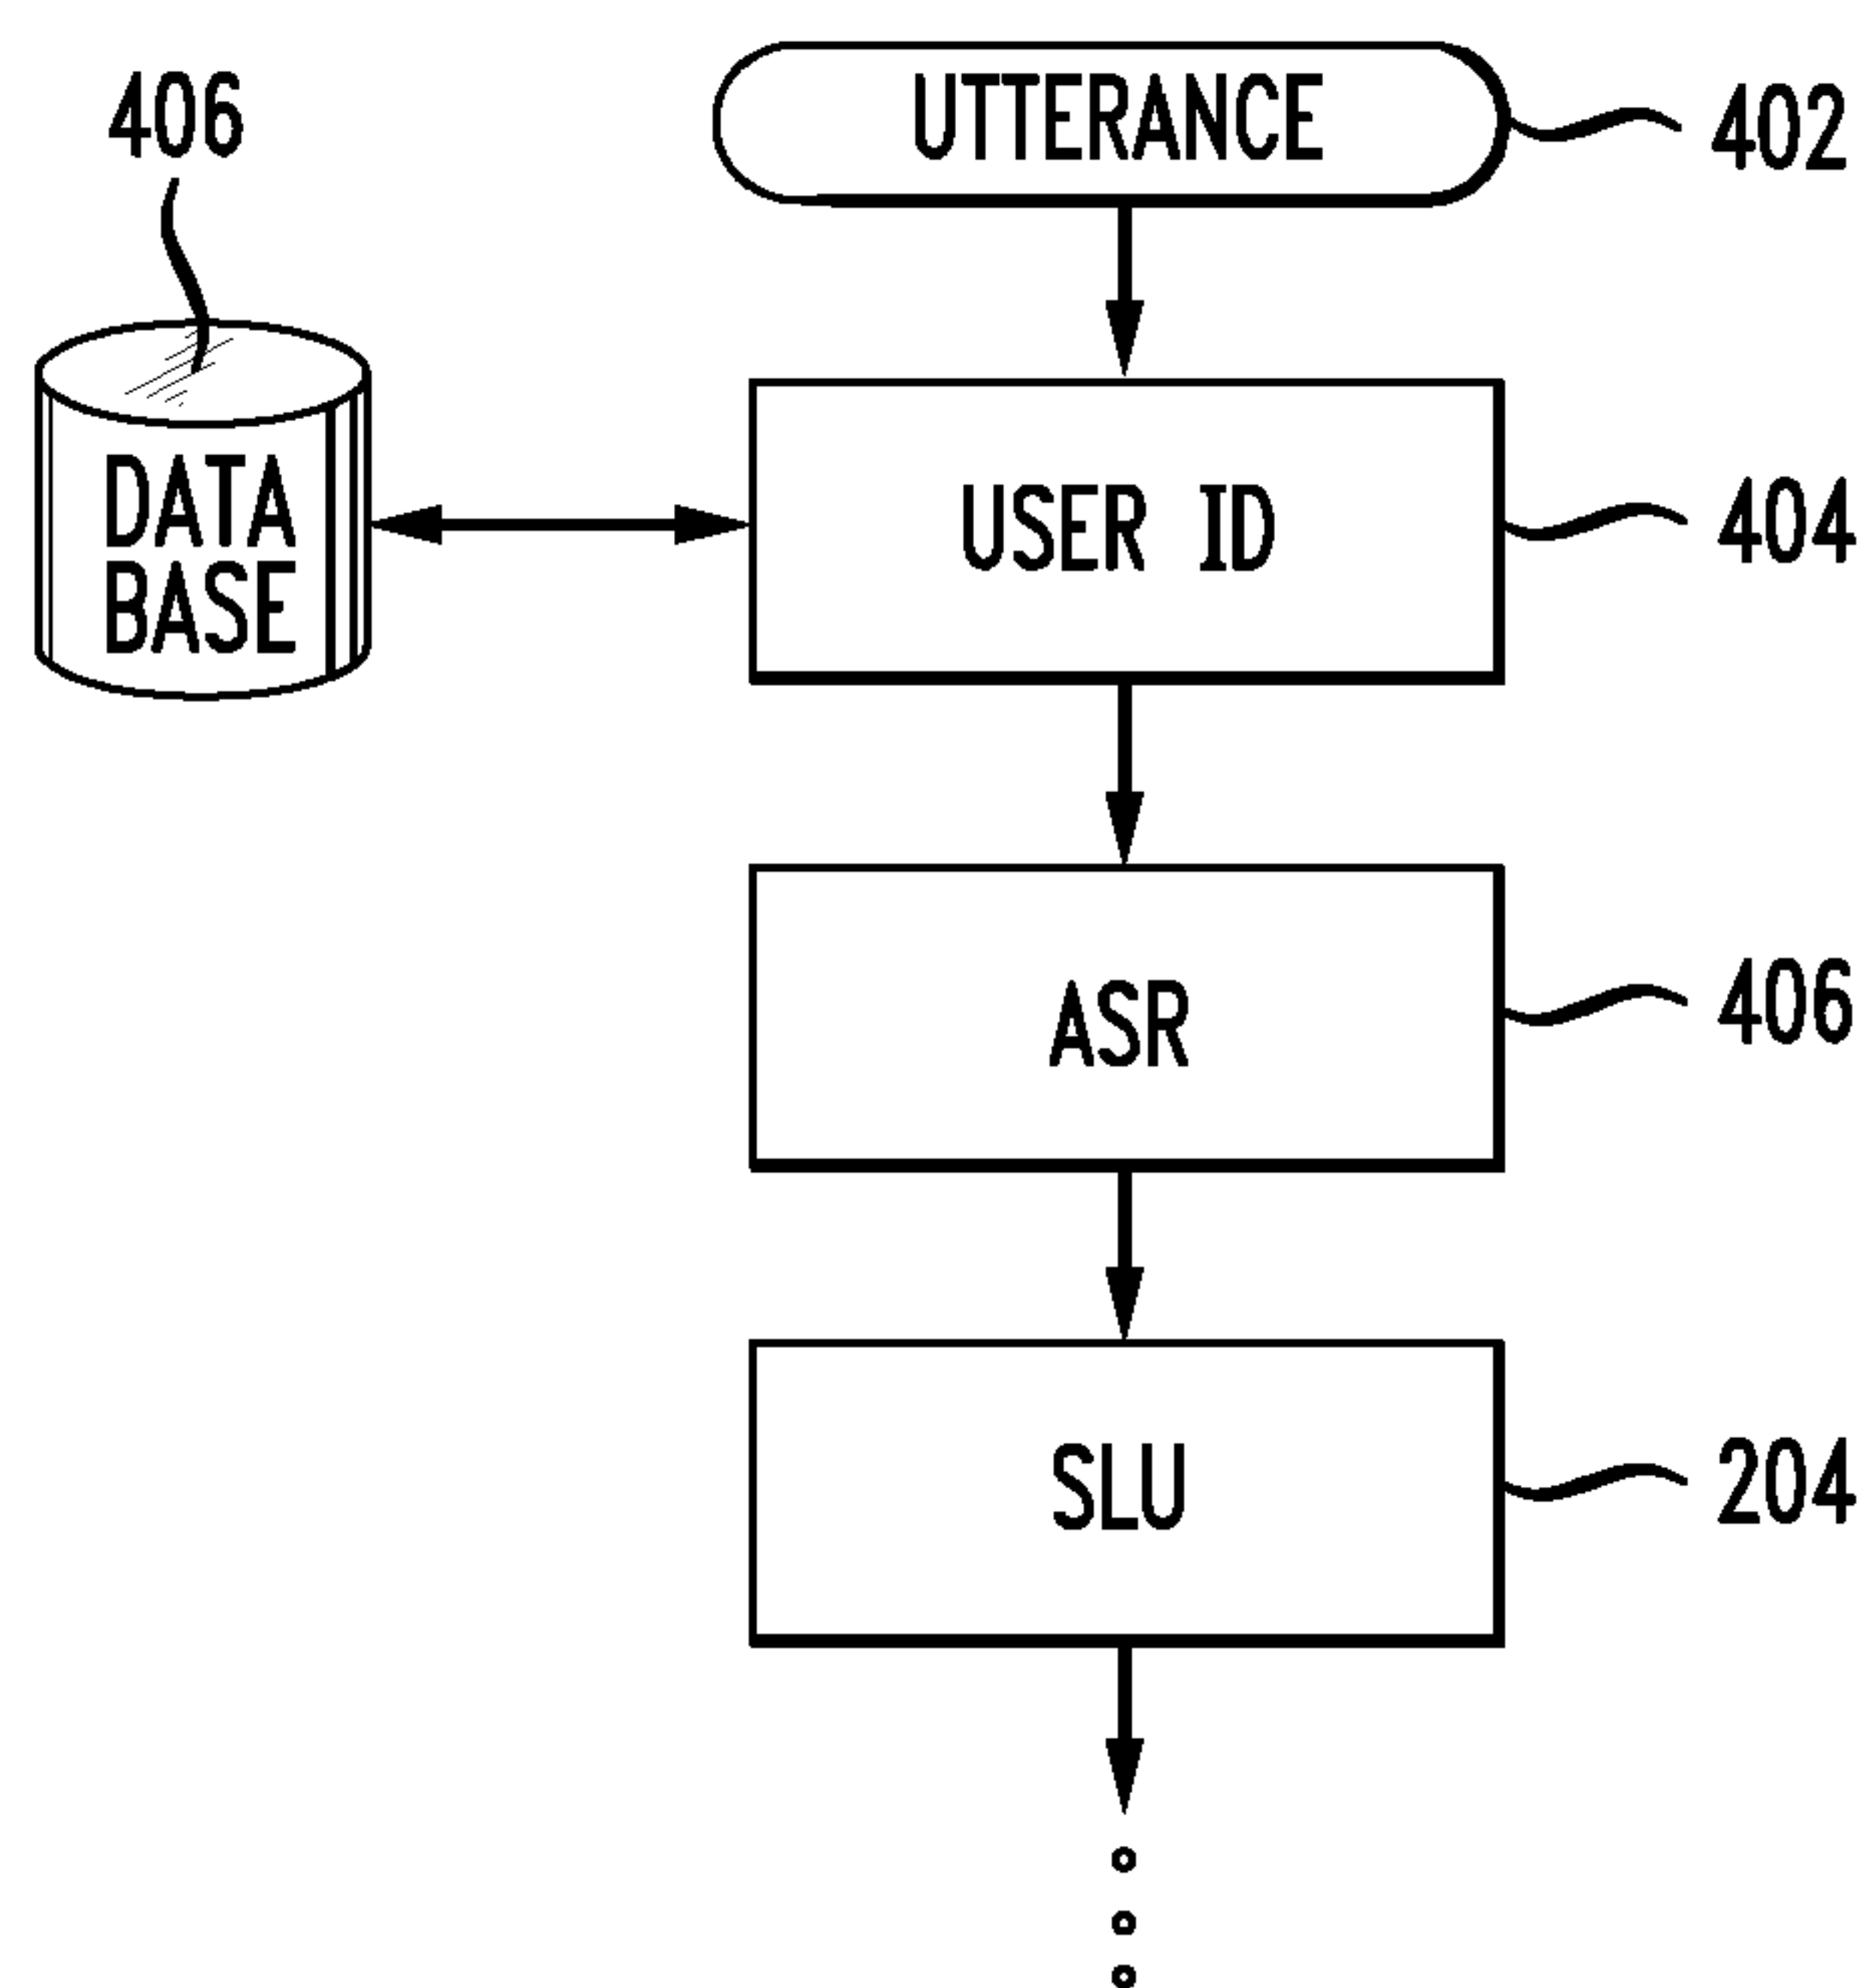 406
UTTERANCE
402
DATA
BASE
USER ID
404
ASR
406
SLU
204